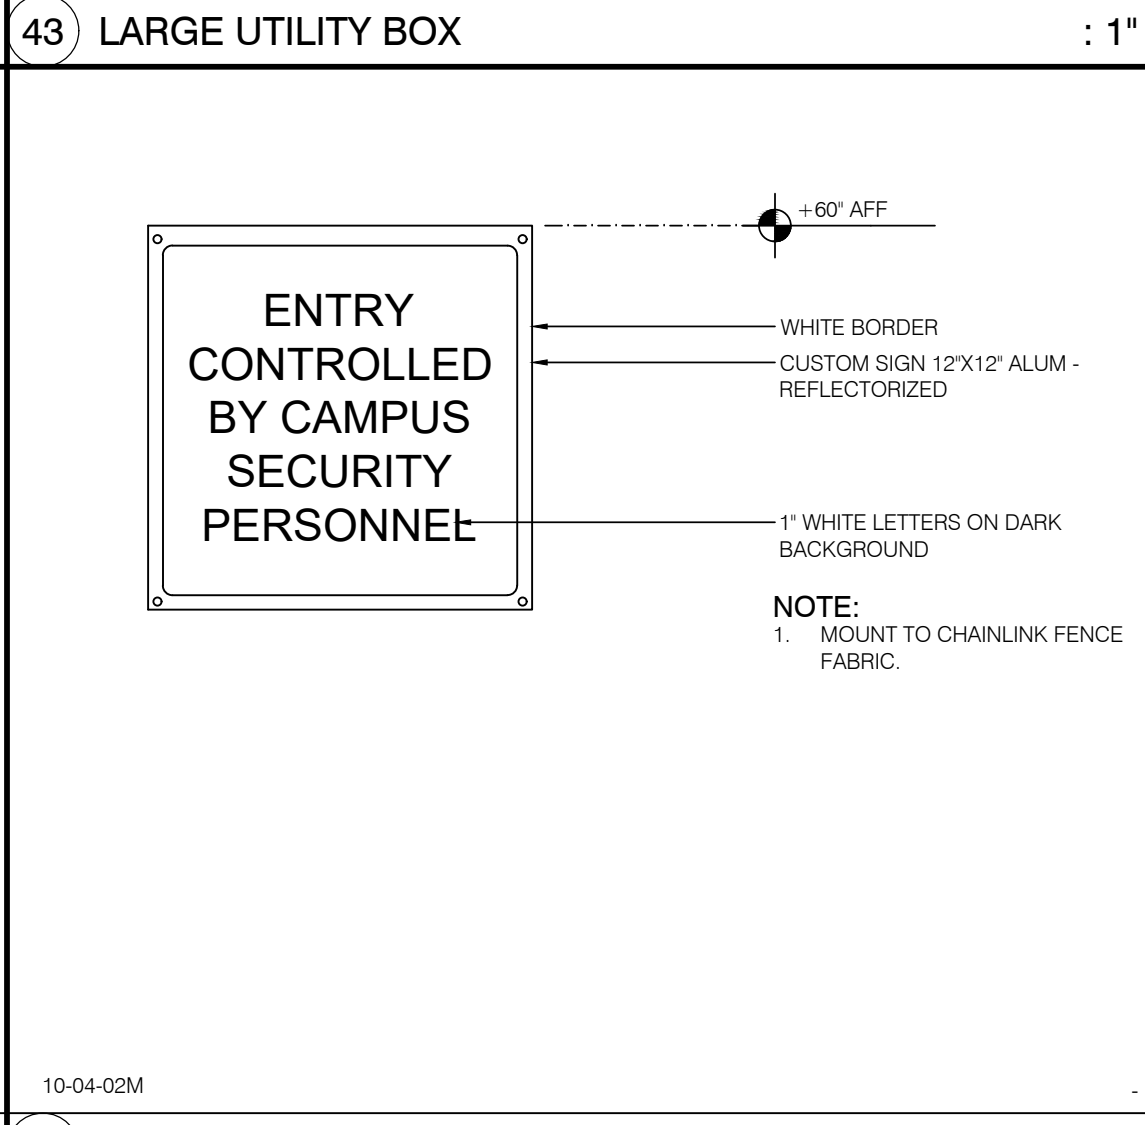 43 LARGE UTILITY BOX : 1"
+60" AFF
ENTRY
CONTROLLED
BY CAMPUS
SECURITY
PERSONNEL
WHITE BORDER
CUSTOM SIGN 12"X12" ALUM -
REFLECTORIZED
1" WHITE LETTERS ON DARK
BACKGROUND
NOTE:
1. MOUNT TO CHAINLINK FENCE
FABRIC.
10-04-02M -